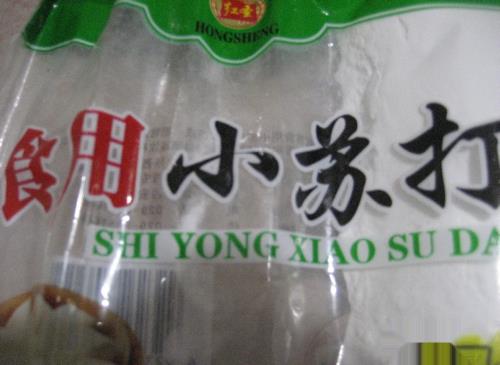 HONGSHENG
食用小苏打
SHI YONG XIAO SU DA